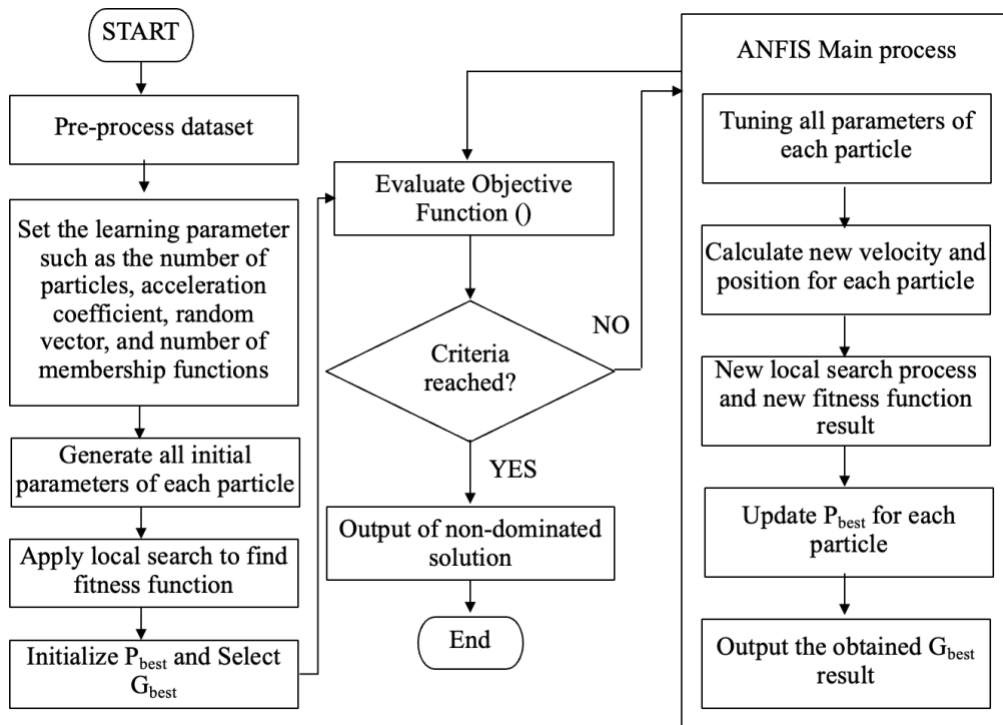 START
Pre-process dataset
Set the learning parameter
such as the number of
particles, acceleration
coefficient, random
vector, and number of
membership functions
Generate all initial
parameters of each particle
Apply local search to find
fitness function
Initialize Pbest and Select
Gbest
Evaluate Objective
Function ()
Criteria
reached?
NO
YES
Output of non-dominated
solution
End
ANFIS Main process
Tuning all parameters of
each particle
Calculate new velocity and
position for each particle
New local search process
and new fitness function
result
Update Pbest for each
particle
Output the obtained Gbest
result